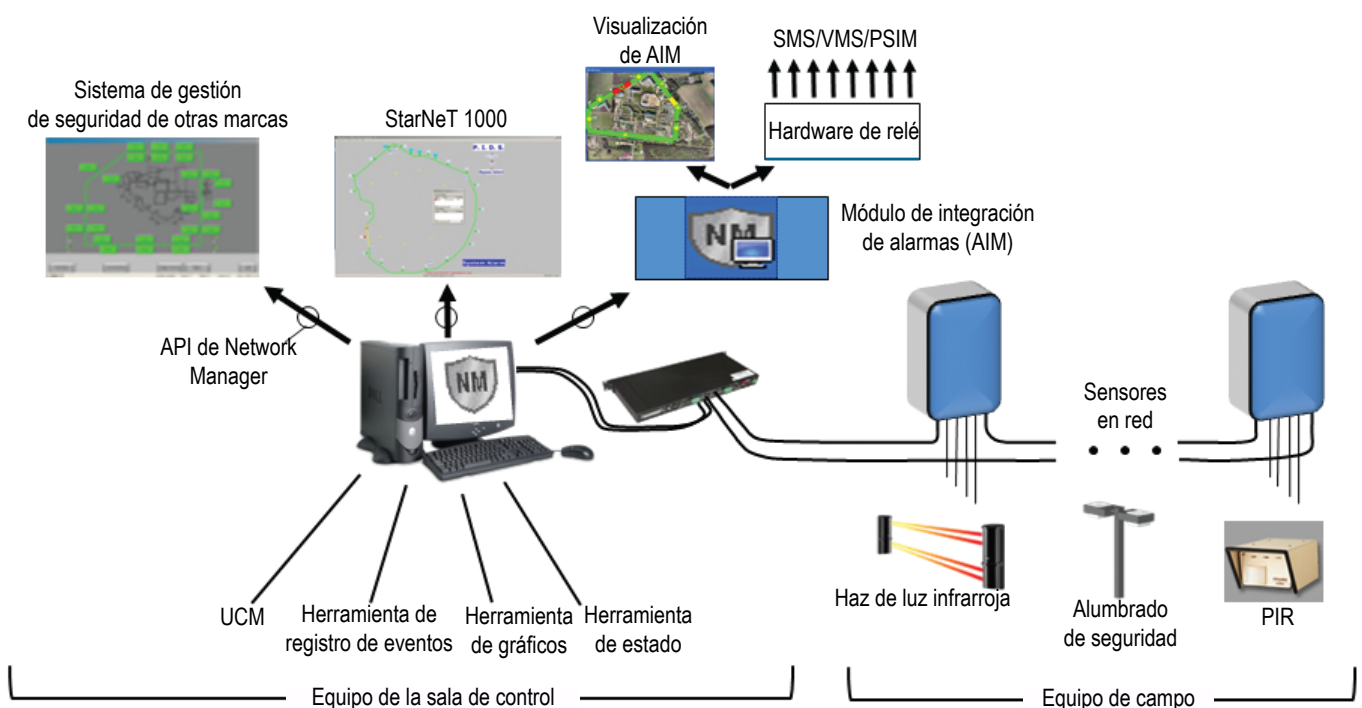 Visualización
de AIM
SMS/VMS/PSIM
Sistema de gestión
de seguridad de otras marcas
StarNeT 1000
Hardware de relé
P. I. D. S.
NM
Módulo de integración
de alarmas (AIM)
API de Network
Manager
NM
Sensores
en red
Haz de luz infrarroja
Alumbrado
de seguridad
PIR
UCM
Herramienta de
registro de eventos
Herramienta
de gráficos
Herramienta
de estado
Equipo de la sala de control
Equipo de campo